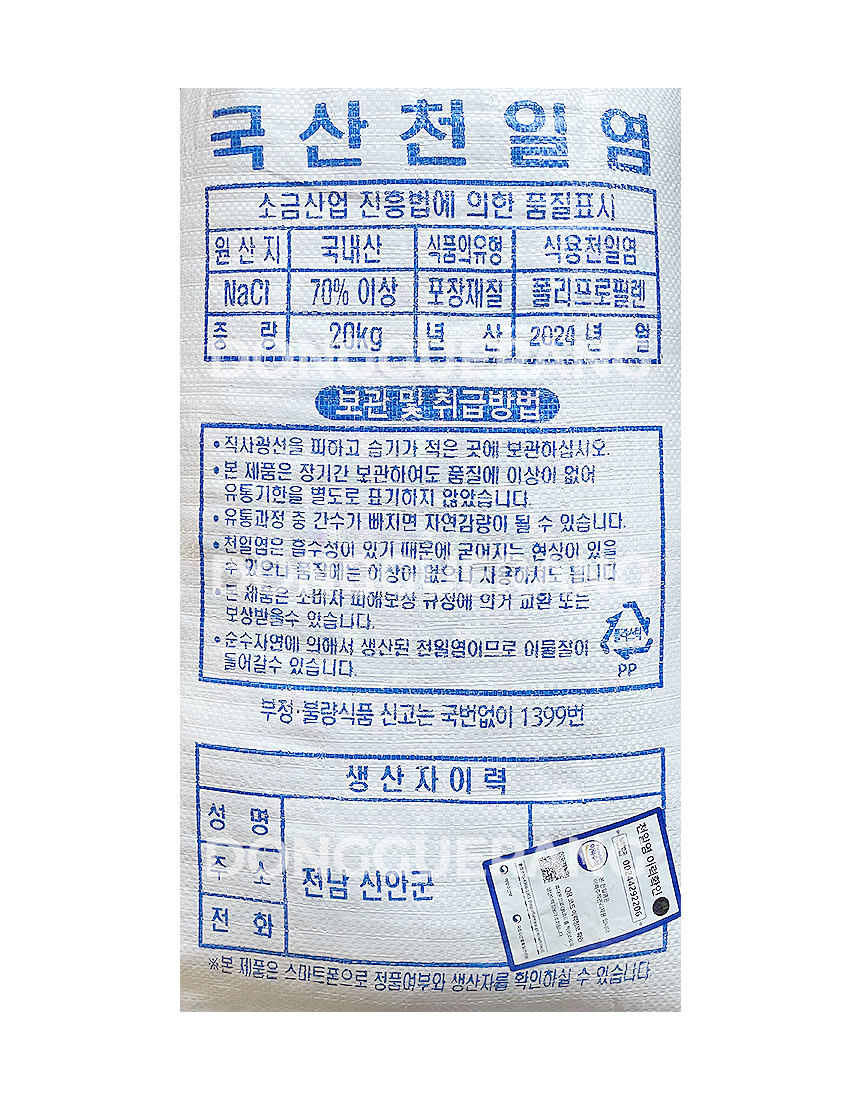 국산천일염
소금산업 진흥법에 의한 품질표시
원산지 국내산 식품의유형 식용천일염
NaCl 70% 이상 포장재질 폴리프로필렌
중 량 20kg 년 산 2024 년 월
보관 및 취급방법
• 직사광선을 피하고 습기가 적은 곳에 보관하십시오.
• 본 제품은 장기간 보관하여도 품질에 이상이 없어
유통기한을 별도로 표기하지 않았습니다.
• 유통과정 중 간수가 빠지면 자연감량이 될 수 있습니다.
• 천일염은 흡수성이 있기 때문에 굳어지는 현상이 있을
수 있으나 품질에는 이상이 없으니 사용하셔도 됩니다
• 본 제품은 소비자 피해보상 규정에 의거 교환 또는
보상받을수 있습니다.
• 순수자연에 의해서 생산된 천일염이므로 이물질이
들어갈수 있습니다.
플라스틱
PP
부정·불량식품 신고는 국번없이 1399번
생산자이력
성 명
주 소 전남 신안군
전 화
천일염 이력확인
※본 제품은 스마트폰으로 정품여부와 생산자를 확인하실 수 있습니다